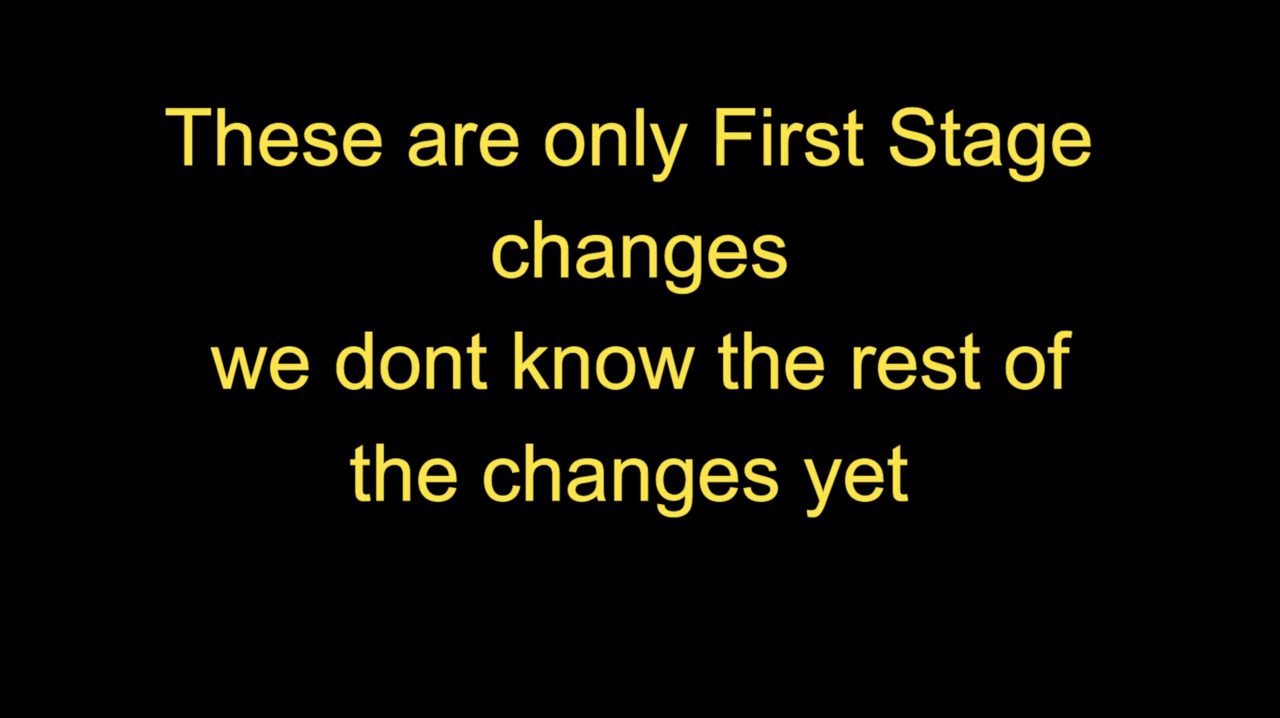 These are only First Stage
changes
we dont know the rest of
the changes yet